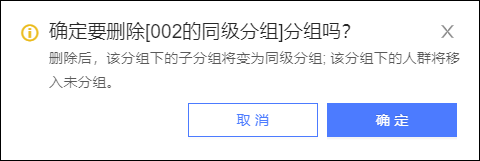 确定要删除[002的同级分组]分组吗？
删除后，该分组下的子分组将变为同级分组; 该分组下的人群将移
入未分组。
取消 确定